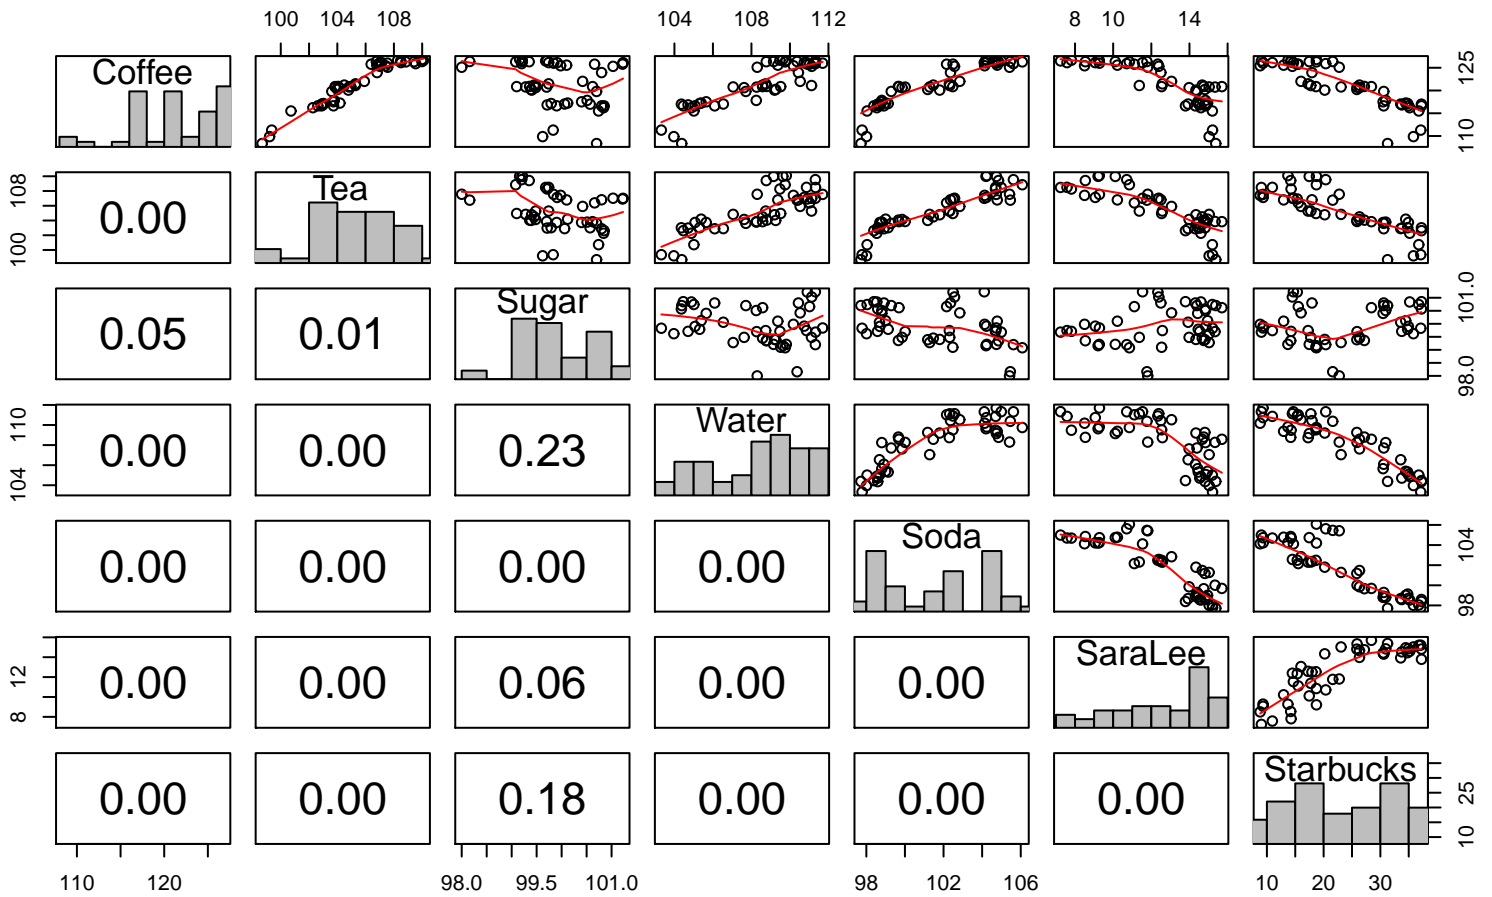 100 104 108 104 108 112 8 10 14
Coffee 110 125
100 108 0.00 Tea
0.05 0.01 Sugar 98.0 101.0
104 110 0.00 0.00 0.23 Water
0.00 0.00 0.00 0.00 Soda 98 104
8 12 0.00 0.00 0.06 0.00 0.00 SaraLee
0.00 0.00 0.18 0.00 0.00 0.00 Starbucks 10 25
110 120 98.0 99.5 101.0 98 102 106 10 20 30